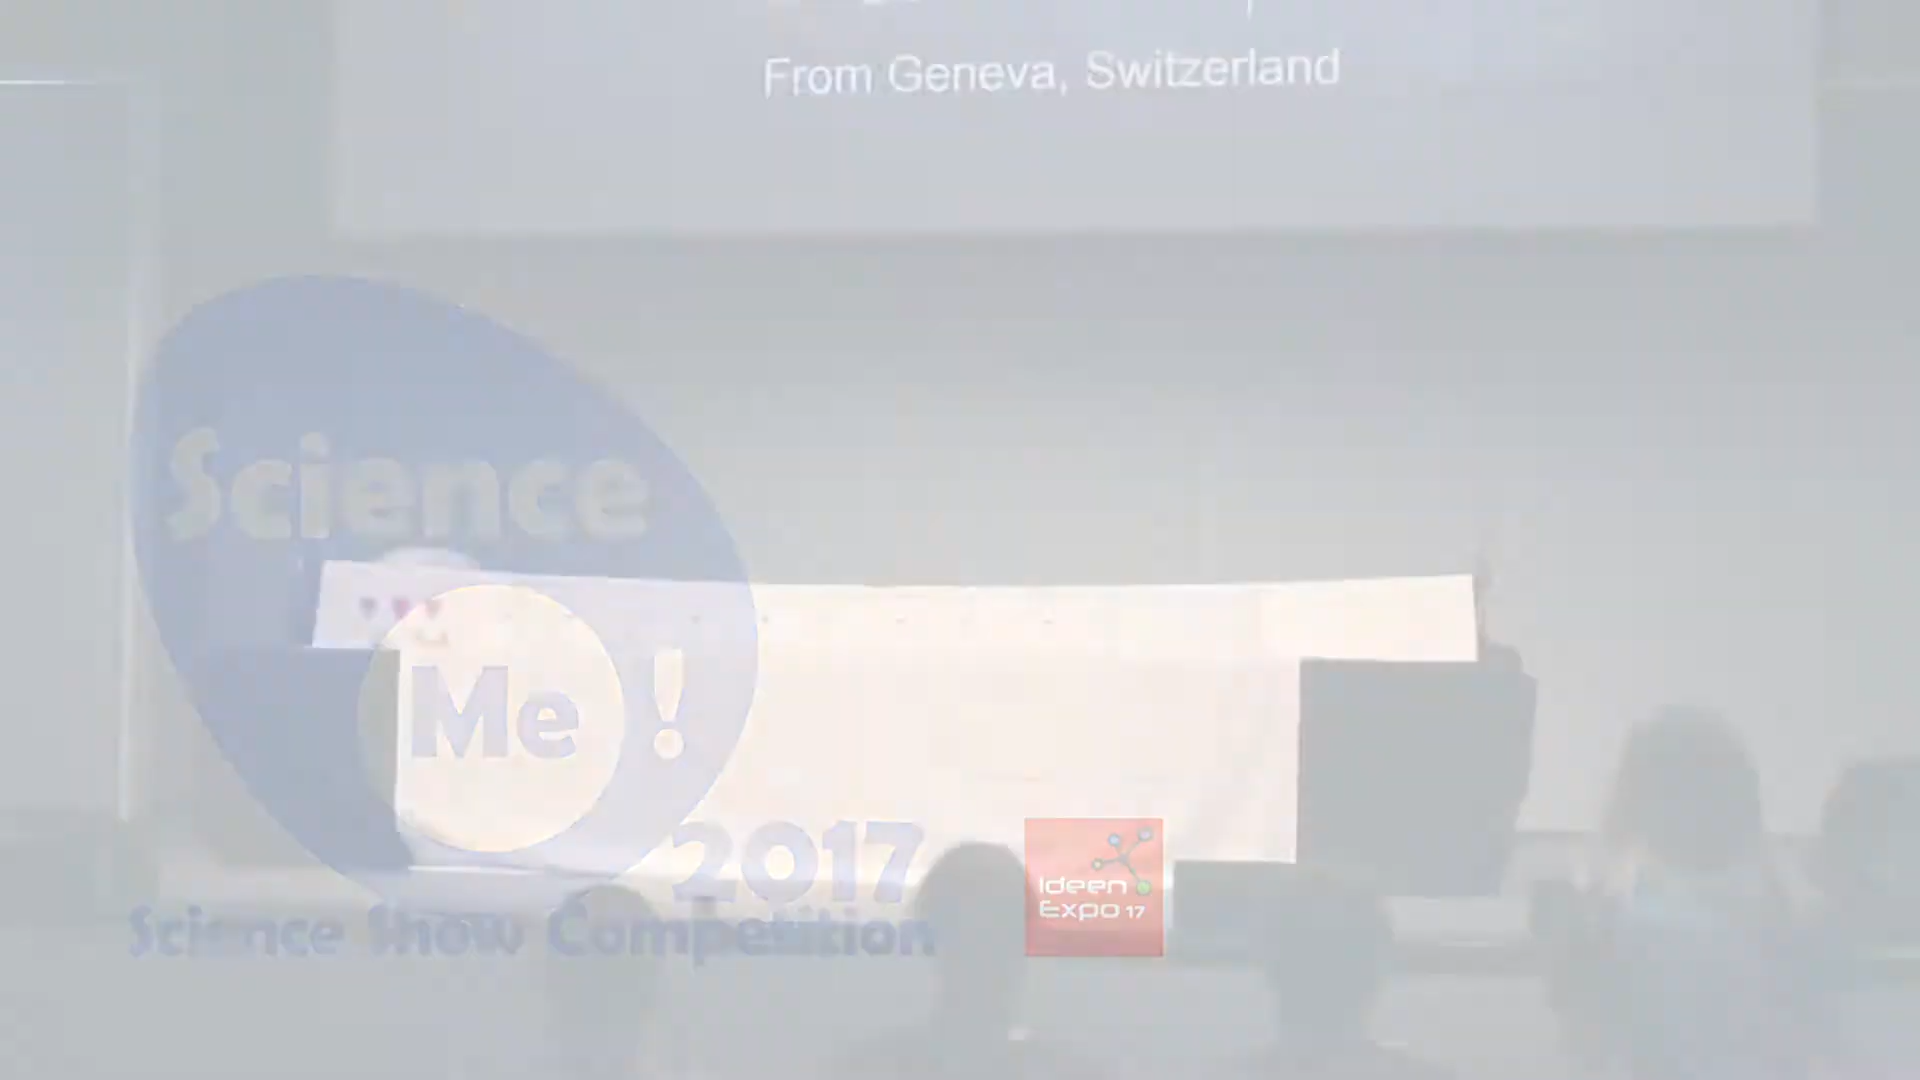 From Geneva, Switzerland
Science
Me!
2017
Science Show Competition
Ideen
Expo 17